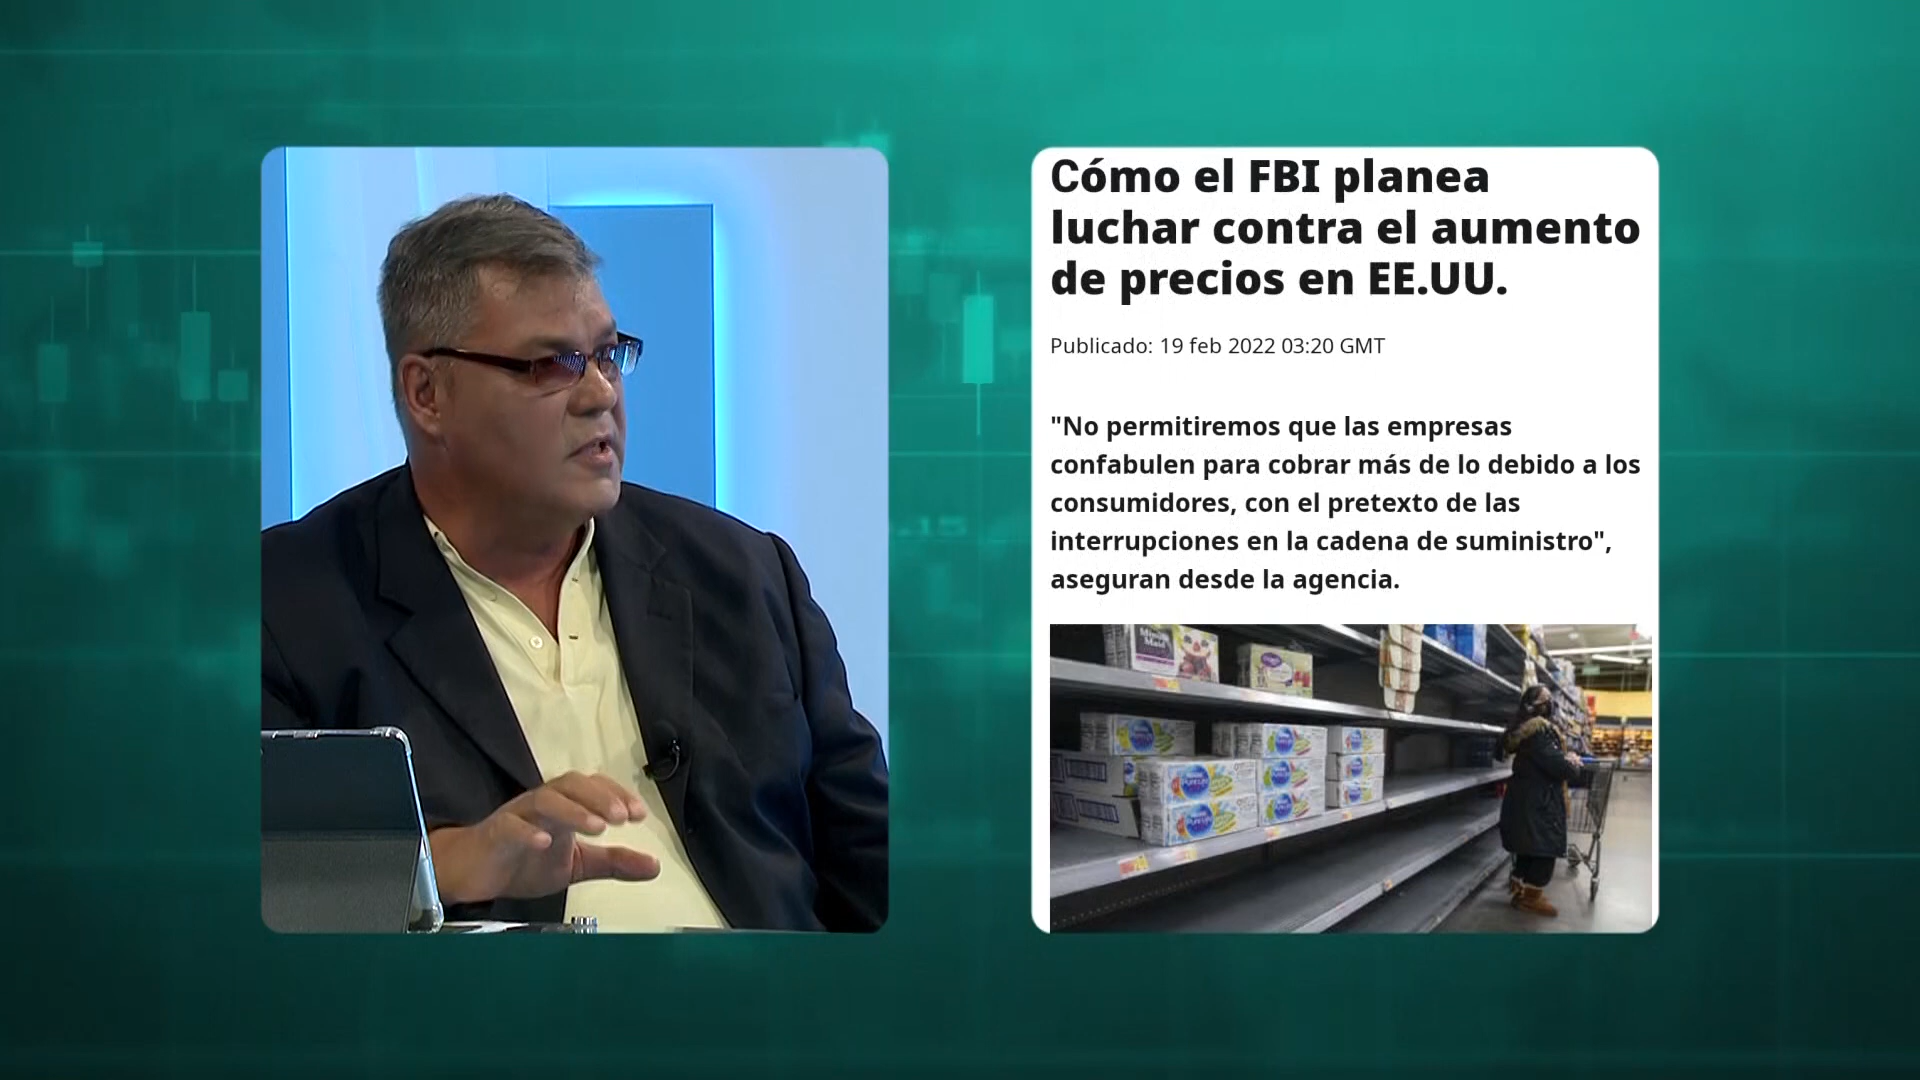 Cómo el FBI planea
luchar contra el aumento
de precios en EE.UU.
Publicado: 19 feb 2022 03:20 GMT
"No permitiremos que las empresas
confabulen para cobrar más de lo debido a los
consumidores, con el pretexto de las
interrupciones en la cadena de suministro",
aseguran desde la agencia.
Minute
Maid